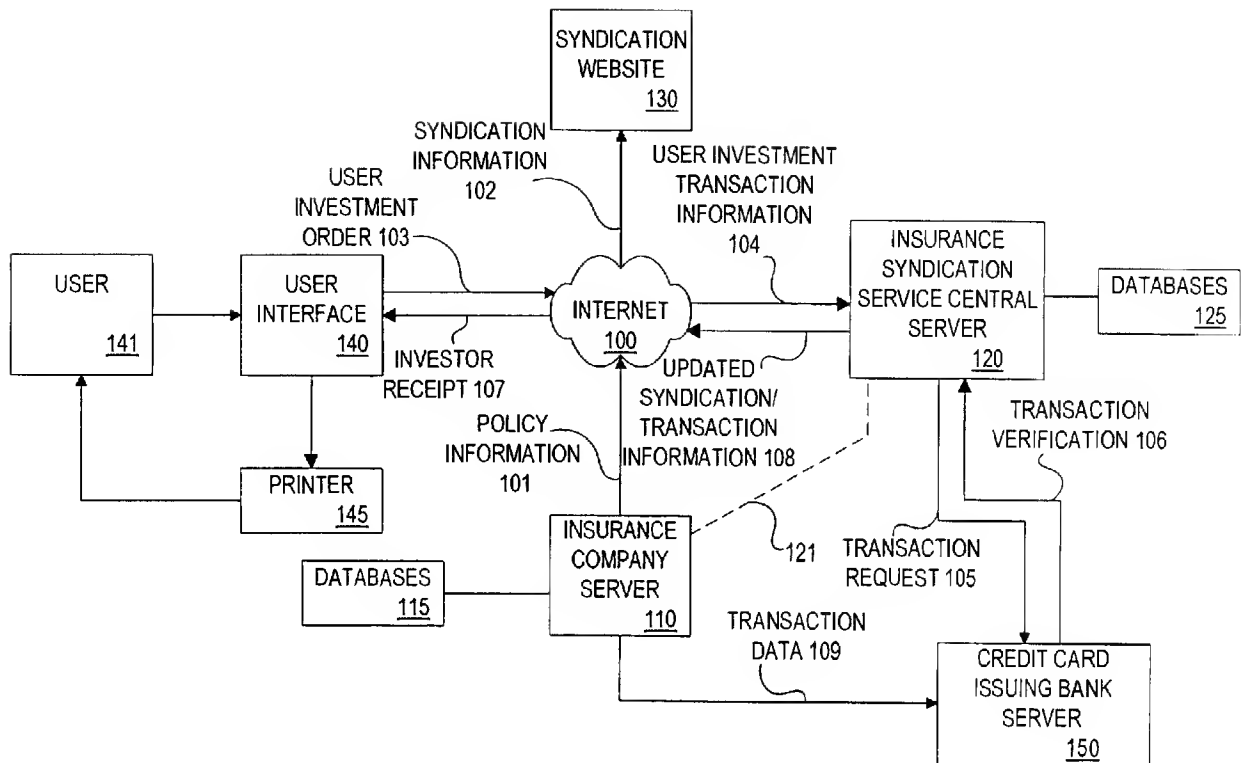 SYNDICATION
WEBSITE
130
SYNDICATION
INFORMATION
102
USER INVESTMENT
TRANSACTION
INFORMATION
104
USER
INVESTMENT
ORDER 103
USER
141
USER
INTERFACE
140
INTERNET
100
INSURANCE
SYNDICATION
SERVICE CENTRAL
SERVER
120
DATABASES
125
INVESTOR
RECEIPT 107
UPDATED
SYNDICATION/
TRANSACTION
INFORMATION 108
POLICY
INFORMATION
101
TRANSACTION
VERIFICATION 106
PRINTER
145
121
TRANSACTION
REQUEST 105
DATABASES
115
INSURANCE
COMPANY
SERVER
110
TRANSACTION
DATA 109
CREDIT CARD
ISSUING BANK
SERVER
150